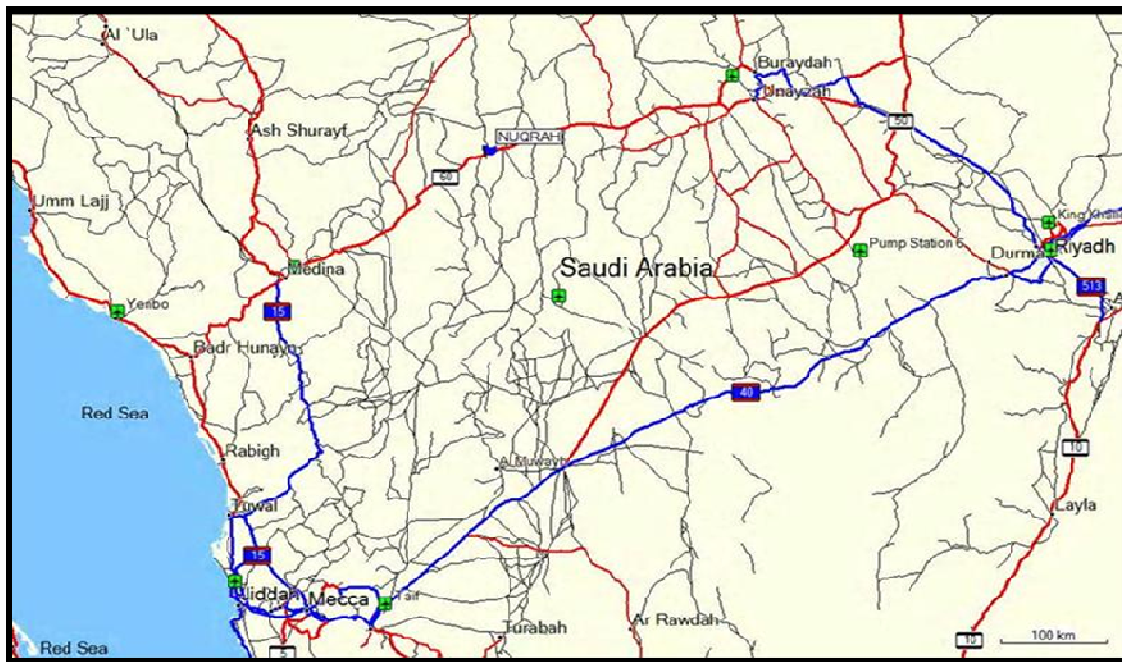 Al `Ula
Buraydah
Unayzah
50
Ash Shurayf
NUQRAH
60
Umm Lajj
King Khali
Pump Station 6
Riyadh
Durma
Saudi Arabia
Medina
513
Yenbo
15
Badr Hunayn
40
Red Sea
Rabigh
10
Al Muwayh
Tuwal
Layla
15
Jiddah
Mecca
Taif
Turabah
Ar Rawdah
Red Sea
5
10
100 km